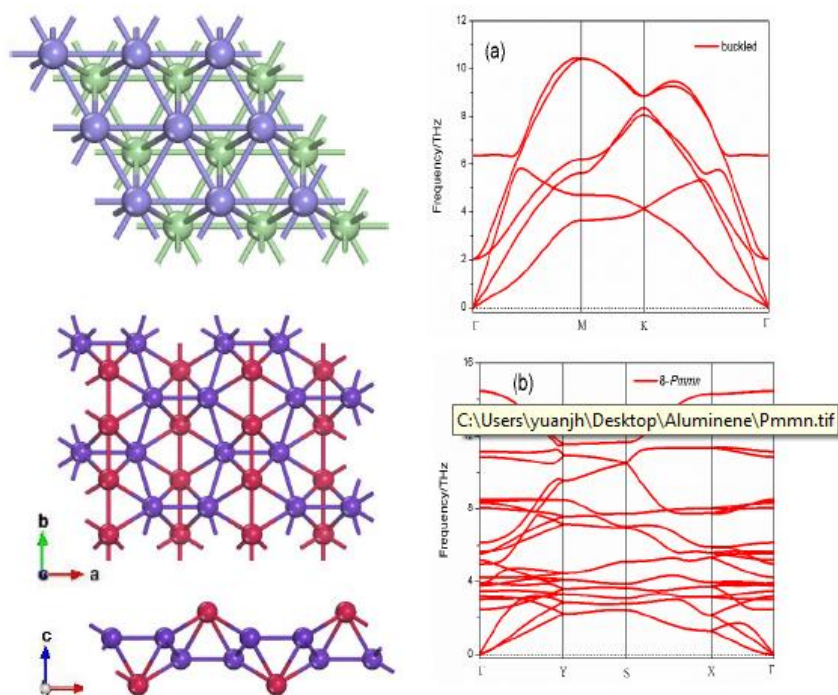 (a)
buckled
Frequency/THz
12
10
8
6
4
2
0
Γ M K Γ
b
a
c
(b)
8-Pmmn
C:\Users\yuanjh\Desktop\Aluminene\Pmmn.tif
Frequency/THz
16
8
4
0
Γ Y S X Γ